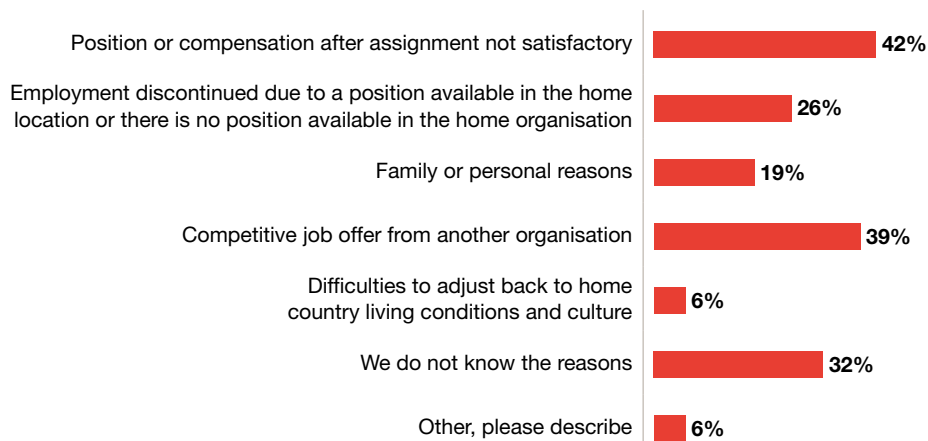 Position or compensation after assignment not satisfactory 42%
Employment discontinued due to a position available in the home
location or there is no position available in the home organisation 26%
Family or personal reasons 19%
Competitive job offer from another organisation 39%
Difficulties to adjust back to home
country living conditions and culture 6%
We do not know the reasons 32%
Other, please describe 6%